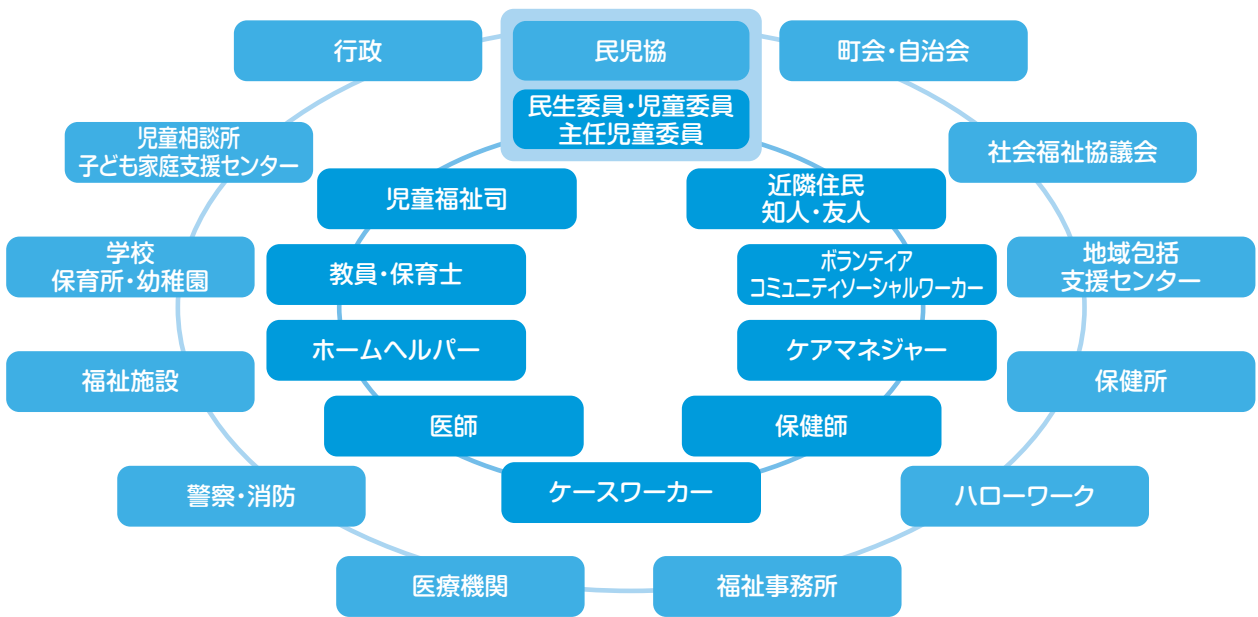 行政
民児協
町会・自治会
民生委員・児童委員
主任児童委員
児童相談所
子ども家庭支援センター
社会福祉協議会
児童福祉司
近隣住民
知人・友人
学校
保育所・幼稚園
教員・保育士
ボランティア
コミュニティソーシャルワーカー
地域包括
支援センター
ホームヘルパー
ケアマネジャー
福祉施設
保健所
医師
保健師
警察・消防
ケースワーカー
ハローワーク
医療機関
福祉事務所